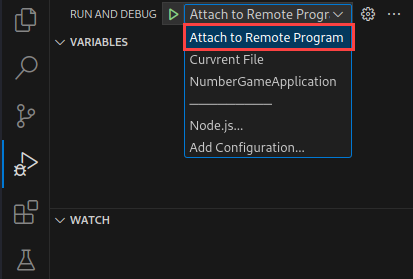 RUN AND DEBUG
Attach to Remote Progr
VARIABLES
Attach to Remote Program
Curvrent File
NumberGameApplication
Node.js...
Add Configuration...
WATCH